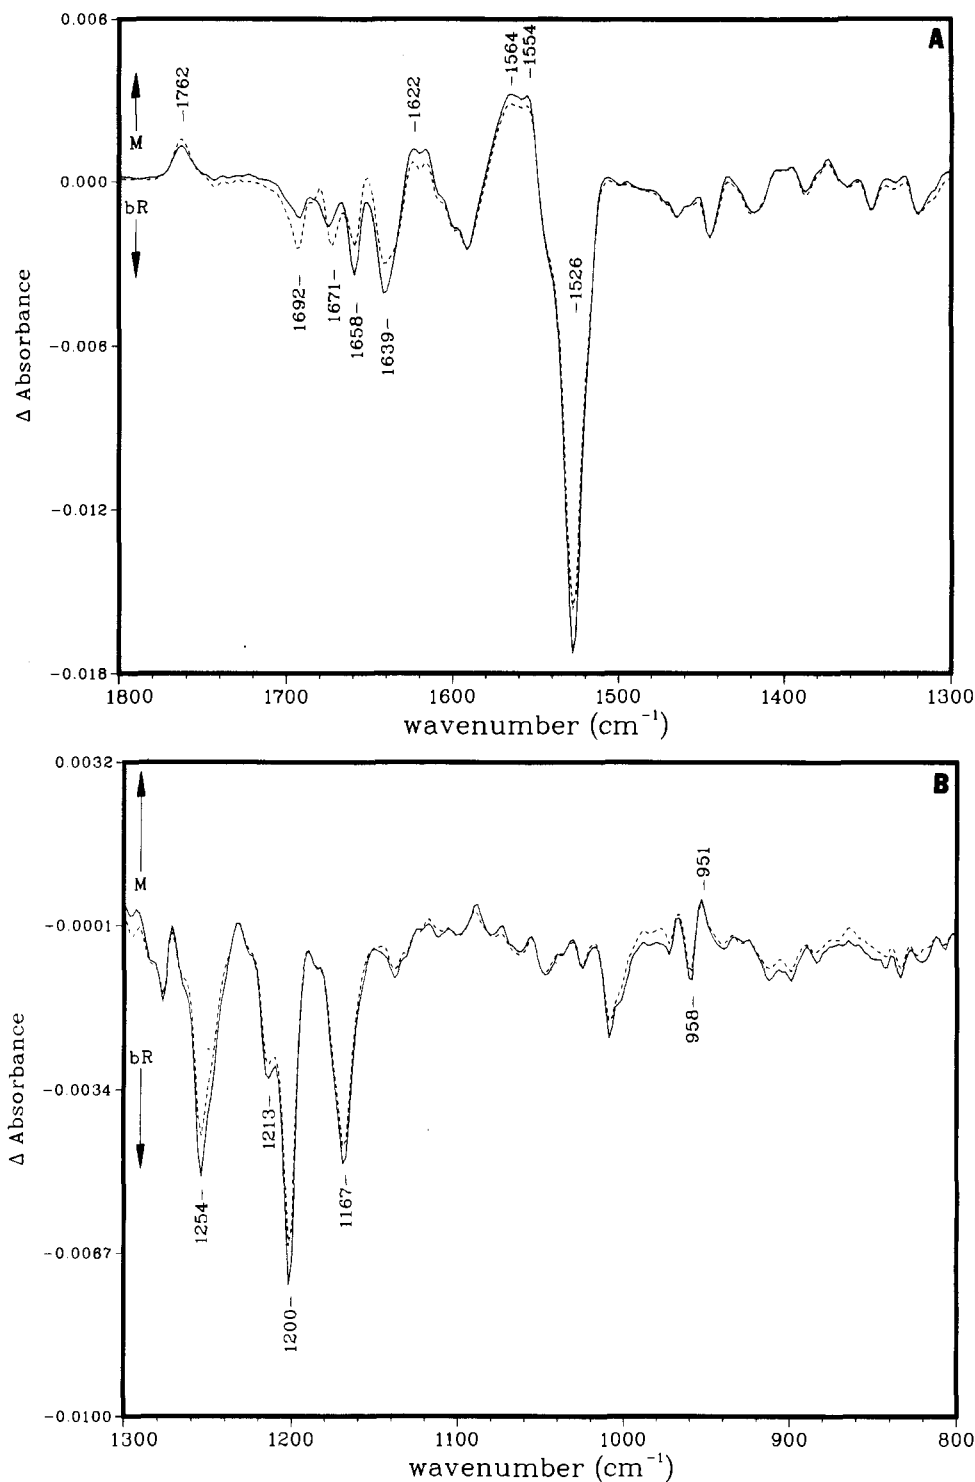 A
0.006
0.000
-0.006
-0.012
-0.018
Δ Absorbance
M
bR
-1762
1692-
1671-
1658-
1639-
-1622
-1564
-1554
-1526
1800 1700 1600 1500 1400 1300
wavenumber (cm⁻¹)
B
0.0032
-0.0001
-0.0034
-0.0067
-0.0100
Δ Absorbance
M
bR
1254-
1213-
1200-
1167-
958-
-951
1300 1200 1100 1000 900 800
wavenumber (cm⁻¹)